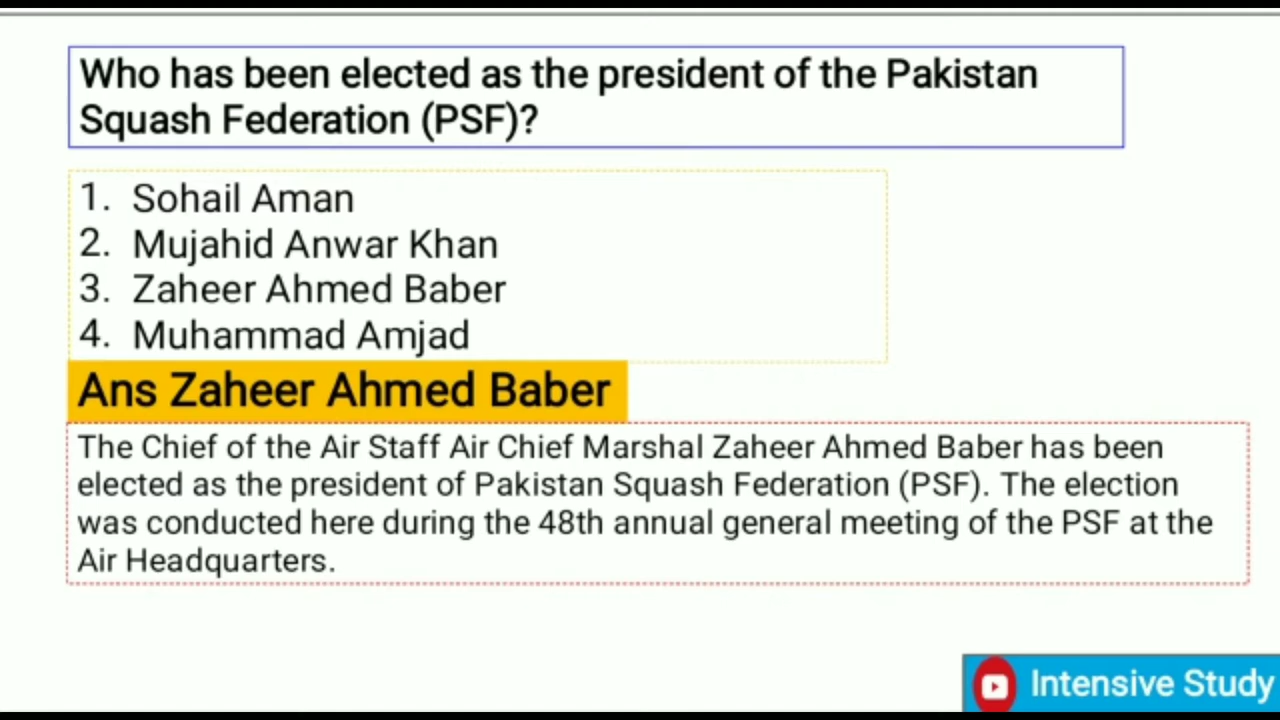 Who has been elected as the president of the Pakistan
Squash Federation (PSF)?
1. Sohail Aman
2. Mujahid Anwar Khan
3. Zaheer Ahmed Baber
4. Muhammad Amjad
Ans Zaheer Ahmed Baber
The Chief of the Air Staff Air Chief Marshal Zaheer Ahmed Baber has been
elected as the president of Pakistan Squash Federation (PSF). The election
was conducted here during the 48th annual general meeting of the PSF at the
Air Headquarters.
Intensive Study